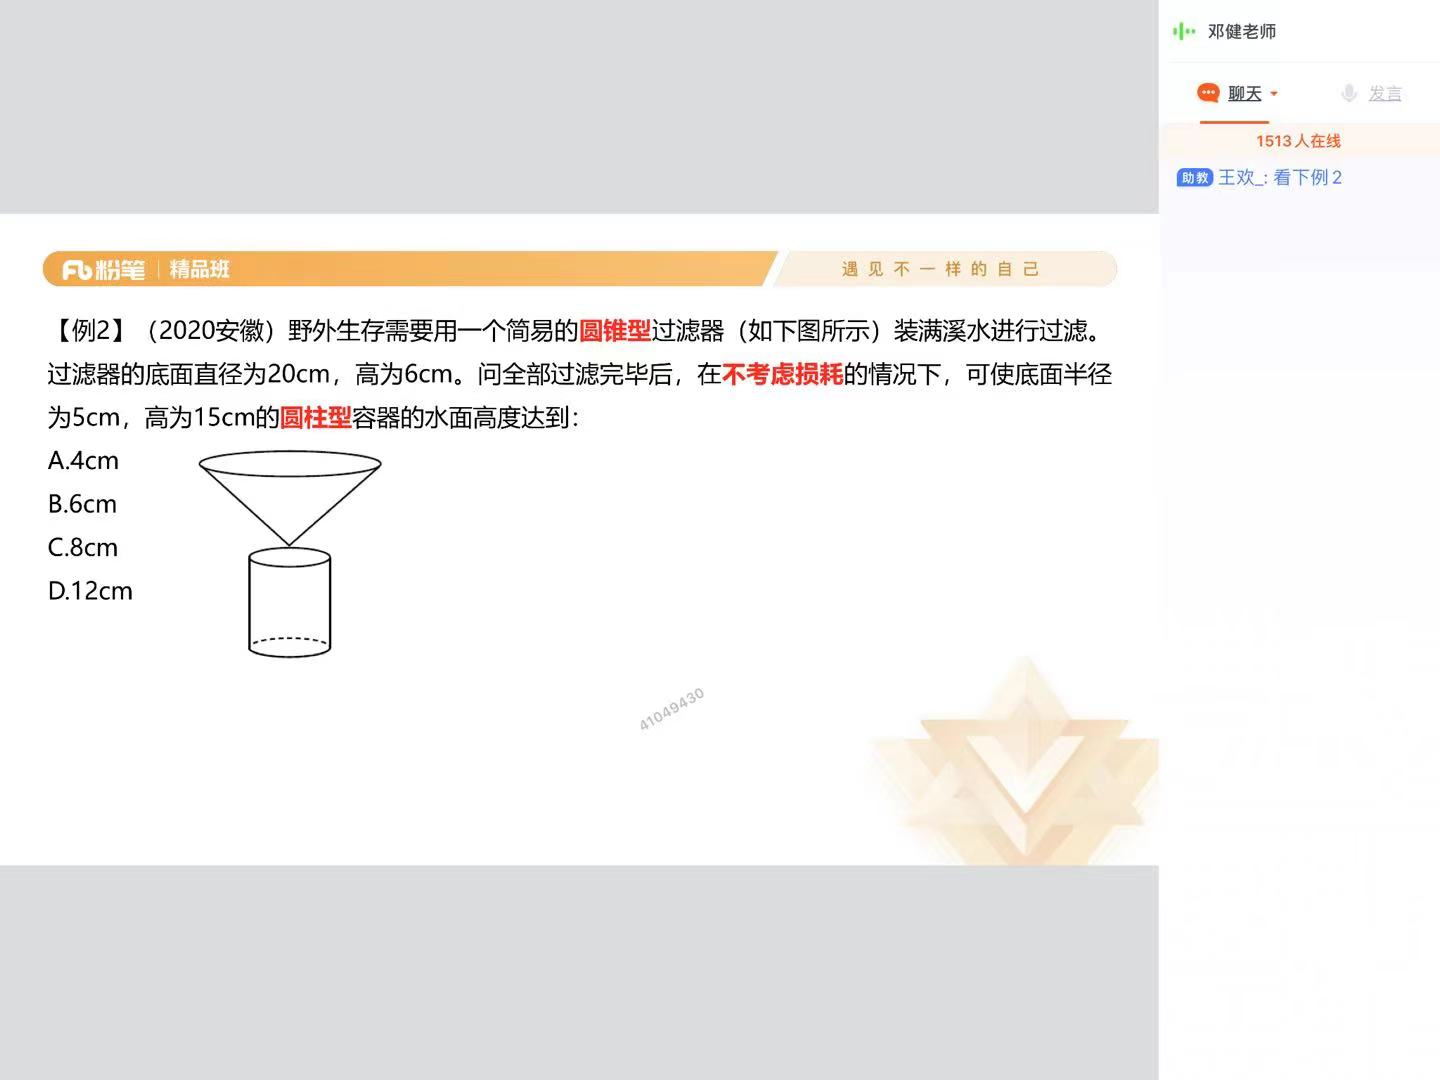 邓健老师
聊天
发言
1513人在线
助教 王欢_: 看下例 2
粉笔 精品班
遇见不一样的自己
【例2】（2020安徽）野外生存需要用一个简易的圆锥型过滤器（如下图所示）装满溪水进行过滤。
过滤器的底面直径为20cm，高为6cm。问全部过滤完毕后，在不考虑损耗的情况下，可使底面半径
为5cm，高为15cm的圆柱型容器的水面高度达到：
A.4cm
B.6cm
C.8cm
D.12cm
41049430